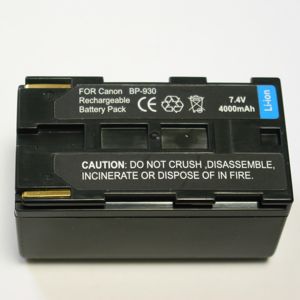 FOR Canon BP-930
Rechargeable
Battery Pack
CE
7.4V
4000mAh
Li-ion
CAUTION: DO NOT CRUSH ,DISASSEMBLE,
INCINERATE OR DISPOSE OF IN FIRE.